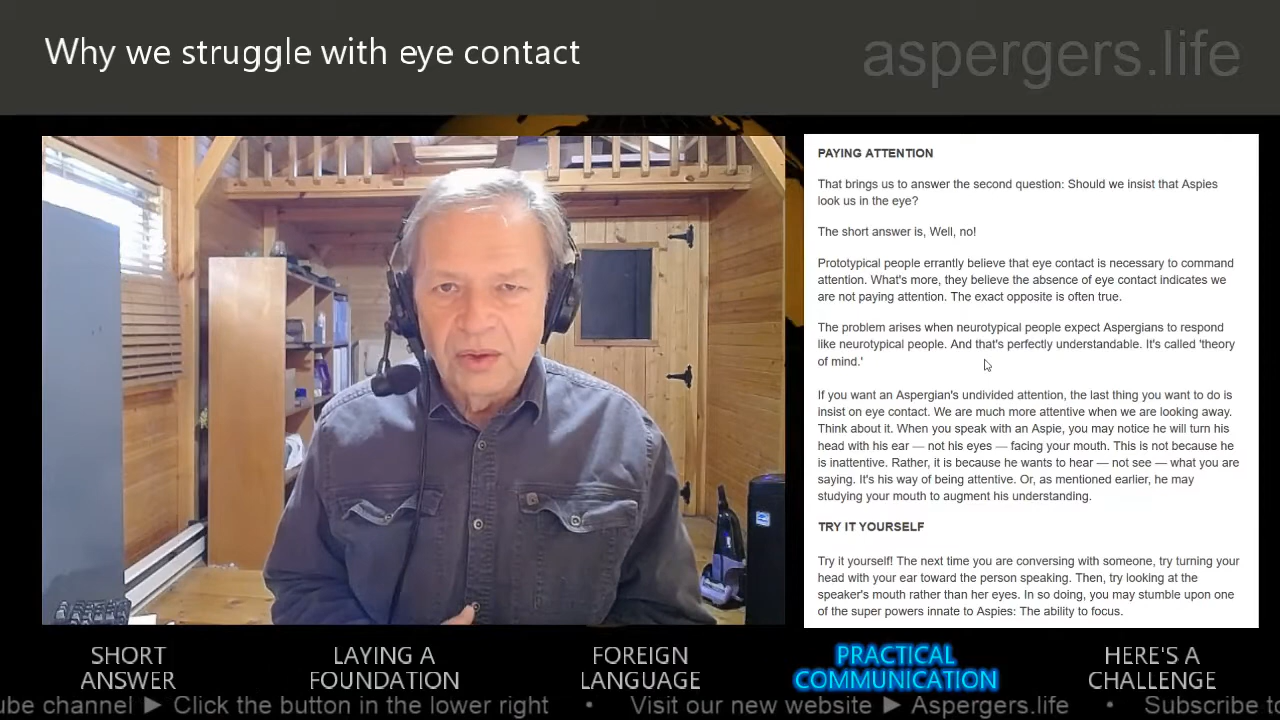 Why we struggle with eye contact
aspergers.life
PAYING ATTENTION
That brings us to answer the second question: Should we insist that Aspies
look us in the eye?
The short answer is, Well, no!
Prototypical people errantly believe that eye contact is necessary to command
attention. What's more, they believe the absence of eye contact indicates we
are not paying attention. The exact opposite is often true.
The problem arises when neurotypical people expect Aspergians to respond
like neurotypical people. And that's perfectly understandable. It's called 'theory
of mind.'
If you want an Aspergian's undivided attention, the last thing you want to do is
insist on eye contact. We are much more attentive when we are looking away.
Think about it. When you speak with an Aspie, you may notice he will turn his
head with his ear — not his eyes — facing your mouth. This is not because he
is inattentive. Rather, it is because he wants to hear — not see — what you are
saying. It's his way of being attentive. Or, as mentioned earlier, he may
studying your mouth to augment his understanding.
TRY IT YOURSELF
Try it yourself! The next time you are conversing with someone, try turning your
head with your ear toward the person speaking. Then, try looking at the
speaker's mouth rather than her eyes. In so doing, you may stumble upon one
of the super powers innate to Aspies: The ability to focus.
SHORT
ANSWER
LAYING A
FOUNDATION
FOREIGN
LANGUAGE
PRACTICAL
COMMUNICATION
HERE'S A
CHALLENGE
ube channel ► Click the button in the lower right • Visit our new website ► Aspergers.life • Subscribe to